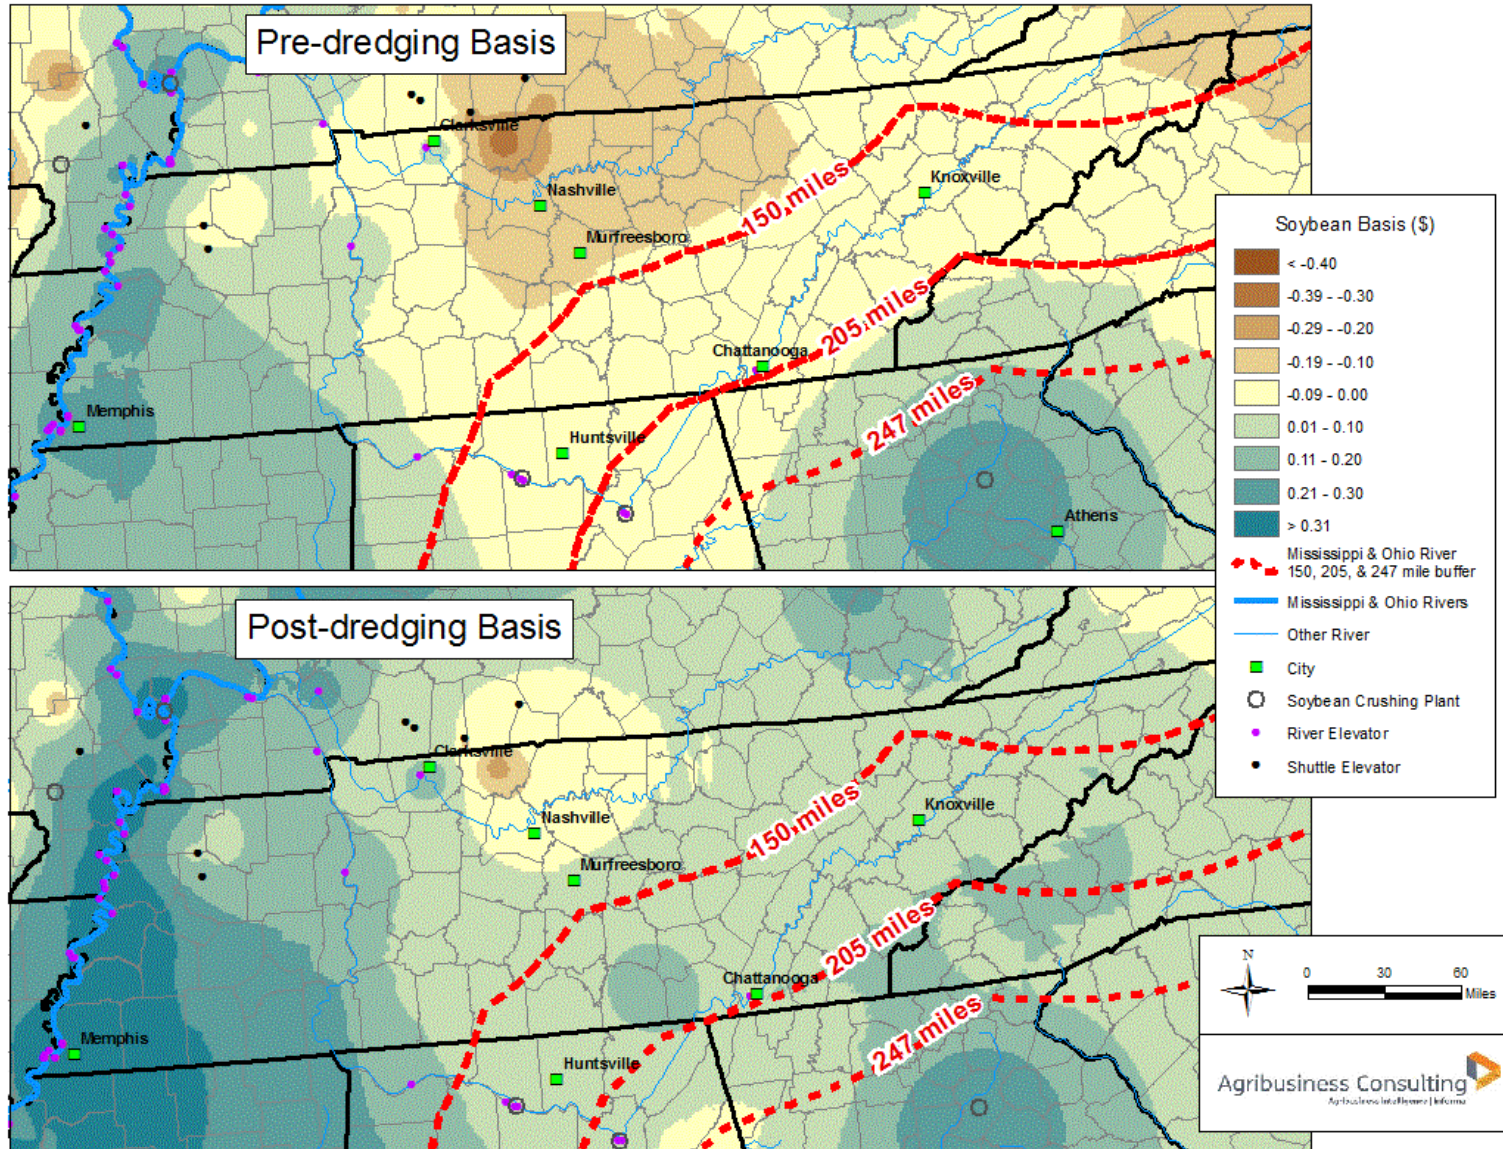 Pre-dredging Basis
Clarksville
Nashville
Murfreesboro
150 miles
Knoxville
205 miles
Chattanooga
247 miles
Memphis
Huntsville
Athens
Soybean Basis ($)
< -0.40
-0.39 - -0.30
-0.29 - -0.20
-0.19 - -0.10
-0.09 - 0.00
0.01 - 0.10
0.11 - 0.20
0.21 - 0.30
> 0.31
Mississippi & Ohio River
150, 205, & 247 mile buffer
Mississippi & Ohio Rivers
Other River
City
Soybean Crushing Plant
River Elevator
Shuttle Elevator
Post-dredging Basis
Clarksville
Nashville
Murfreesboro
150 miles
Knoxville
205 miles
Chattanooga
247 miles
Memphis
Huntsville
N
0 30 60
Miles
Agribusiness Consulting
Agribusiness Intelligence | Informa